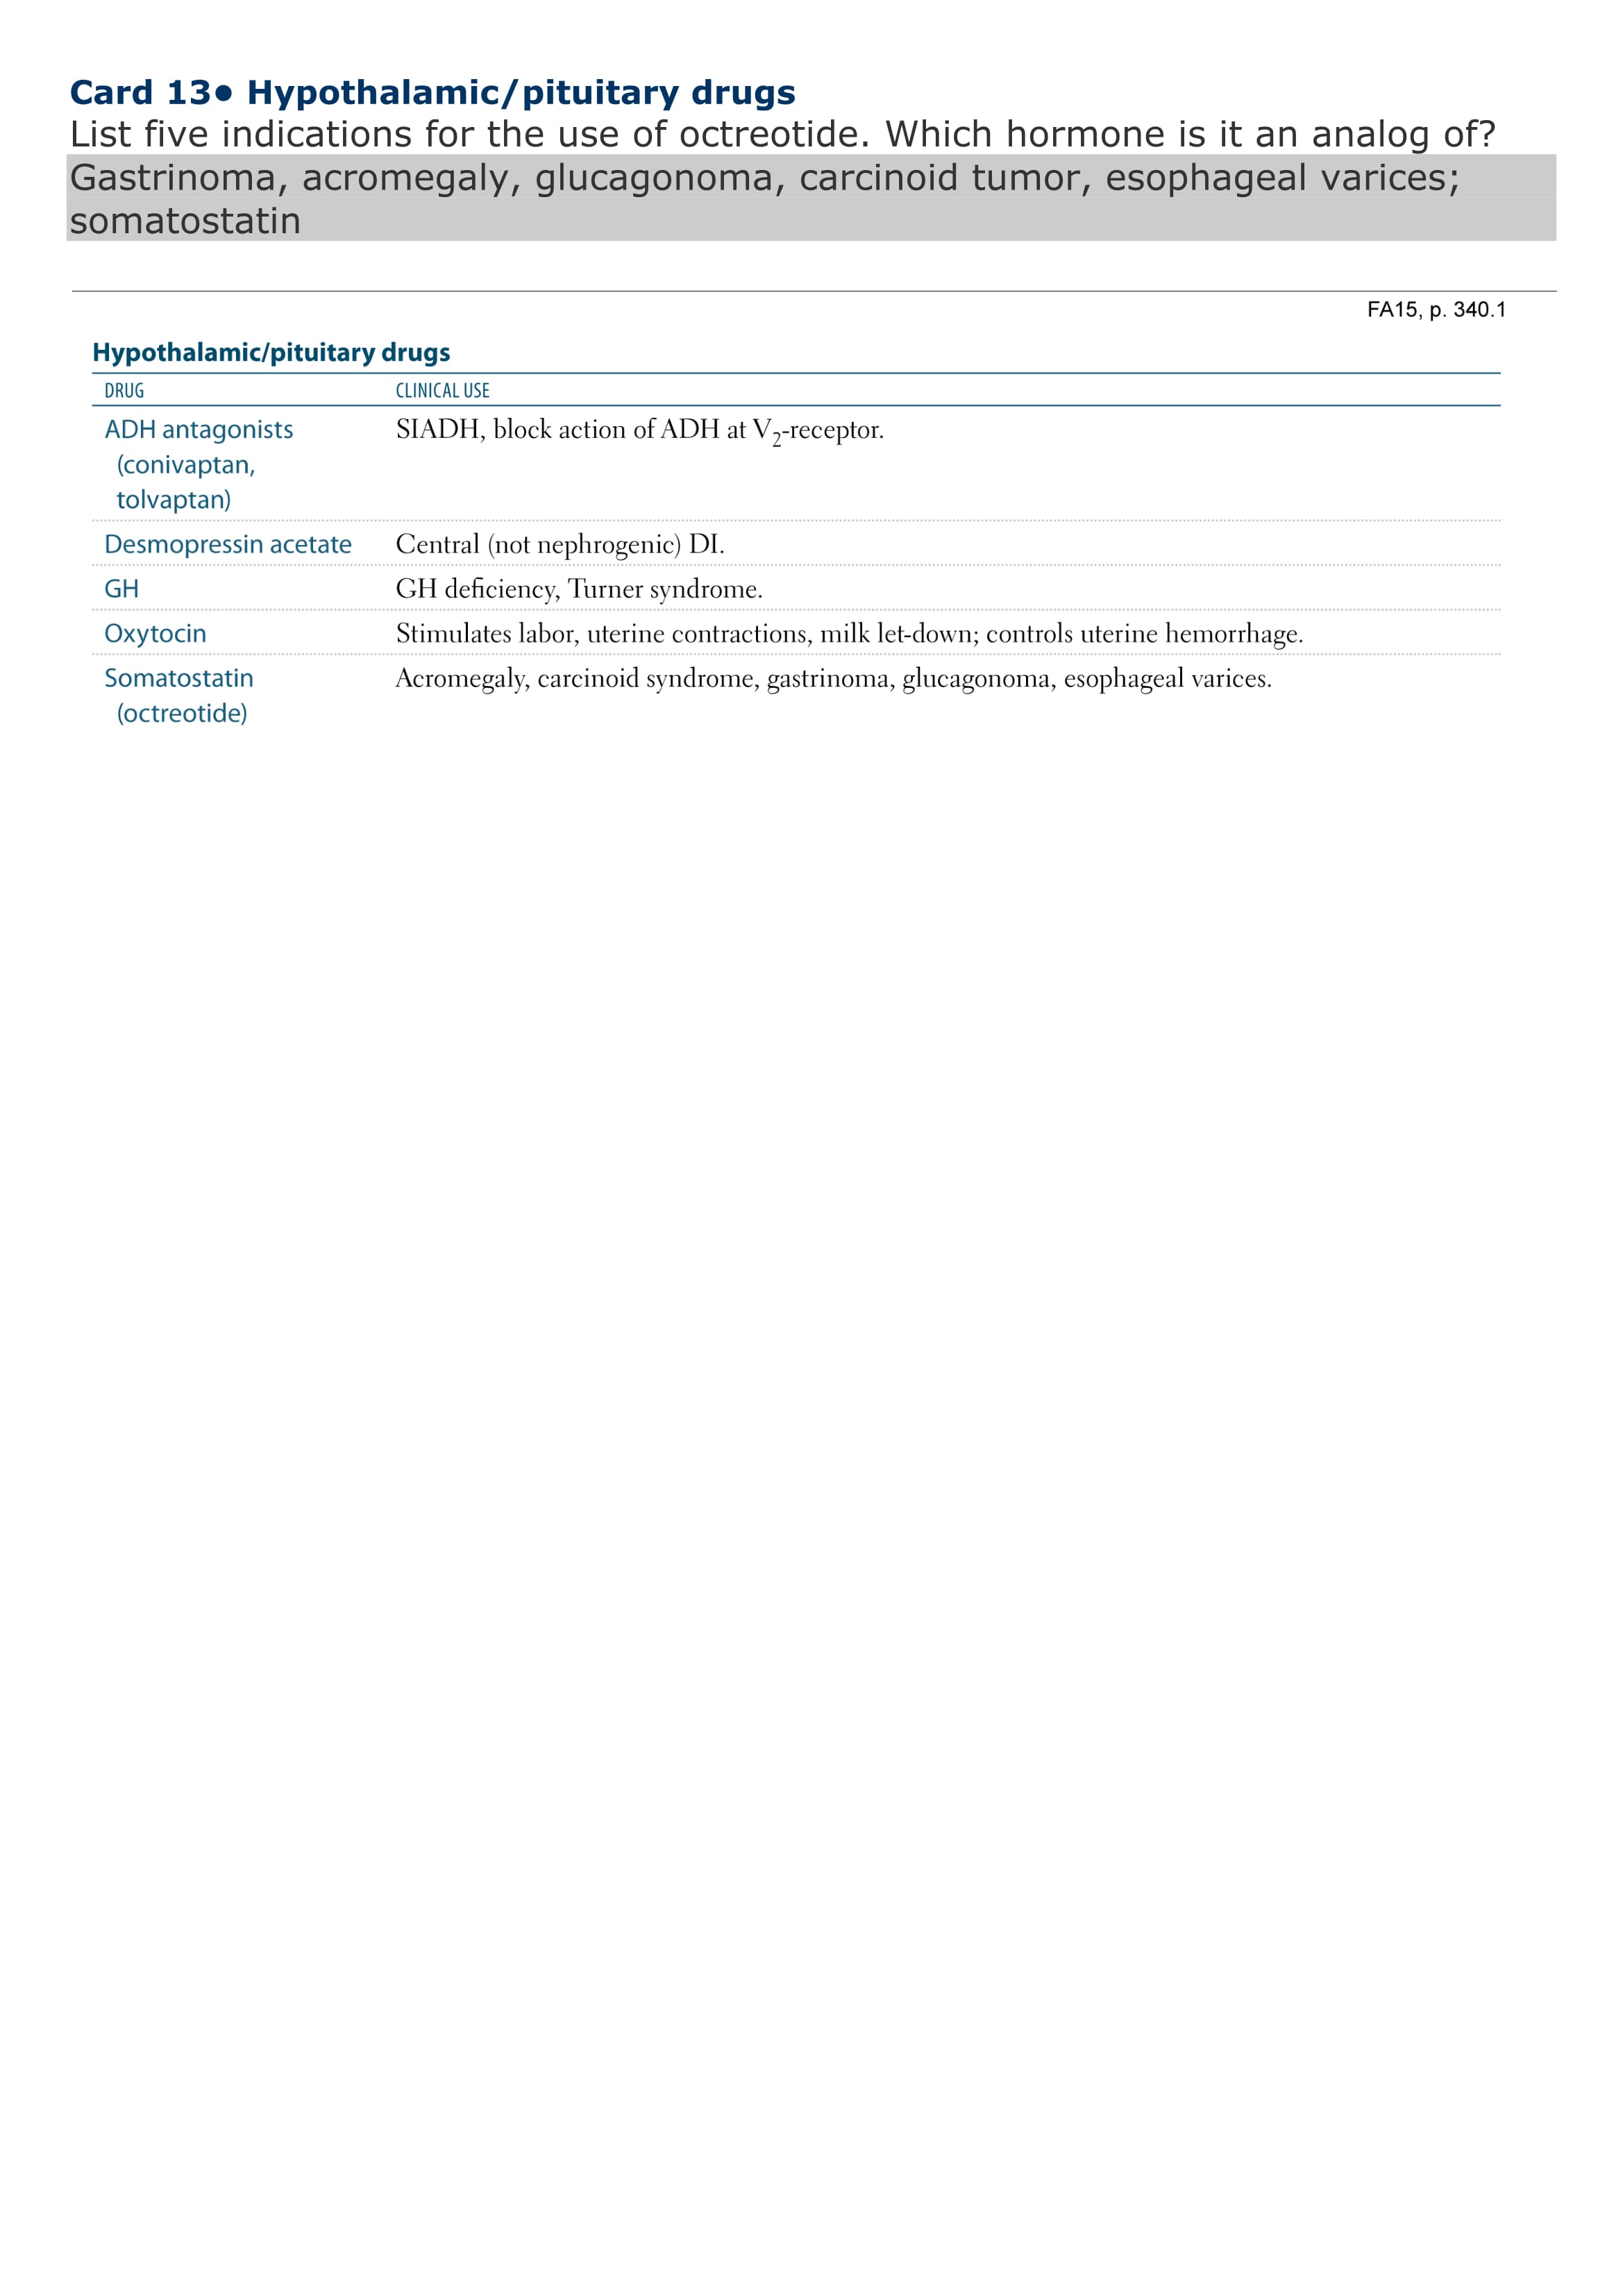 Card 13● Hypothalamic/pituitary drugs
List five indications for the use of octreotide. Which hormone is it an analog of?
Gastrinoma, acromegaly, glucagonoma, carcinoid tumor, esophageal varices;
somatostatin
FA15, p. 340.1
Hypothalamic/pituitary drugs
DRUG CLINICAL USE
ADH antagonists SIADH, block action of ADH at V₂-receptor.
(conivaptan,
tolvaptan)
Desmopressin acetate Central (not nephrogenic) DI.
GH GH deficiency, Turner syndrome.
Oxytocin Stimulates labor, uterine contractions, milk let-down; controls uterine hemorrhage.
Somatostatin Acromegaly, carcinoid syndrome, gastrinoma, glucagonoma, esophageal varices.
(octreotide)